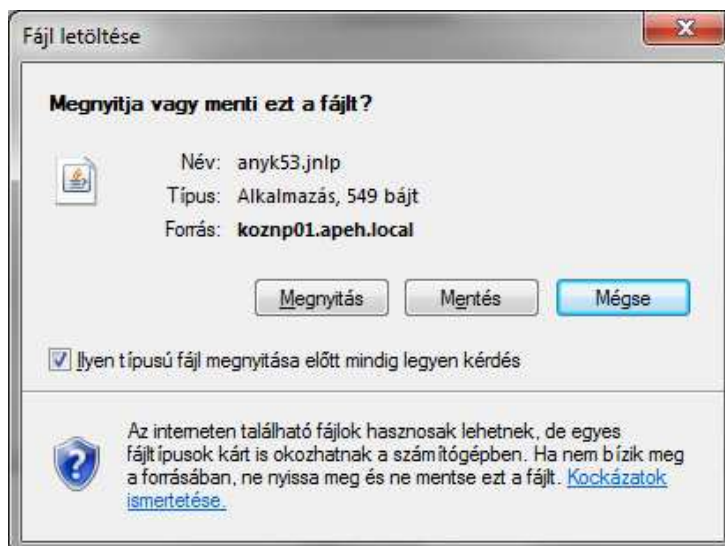 Fájl letöltése
Megnyitja vagy menti ezt a fájlt?
Név: anyk53.jnlp
Típus: Alkalmazás, 549 bájt
Forrás: koznp01.apeh.local
Megnyitás Mentés Mégse
Ilyen típusú fájl megnyitása előtt mindig legyen kérdés
Az interneten található fájlok hasznosak lehetnek, de egyes
fájltípusok kárt is okozhatnak a számítógépben. Ha nem bízik meg
a forrásában, ne nyissa meg és ne mentse ezt a fájlt. Kockázatok
ismertetése.